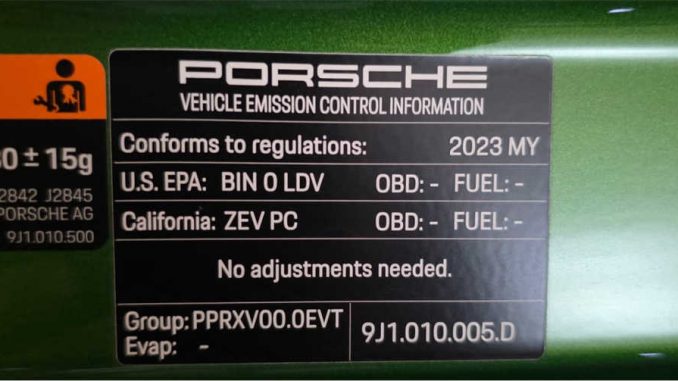 PORSCHE
VEHICLE EMISSION CONTROL INFORMATION
Conforms to regulations: 2023 MY
U.S. EPA: BIN 0 LDV OBD: - FUEL: -
California: ZEV PC OBD: - FUEL: -
No adjustments needed.
Group: PPRXV00.0EVT
Evap: -
9J1.010.005.D
0 ± 15g
2842 J2845
PORSCHE AG
9J1.010.500